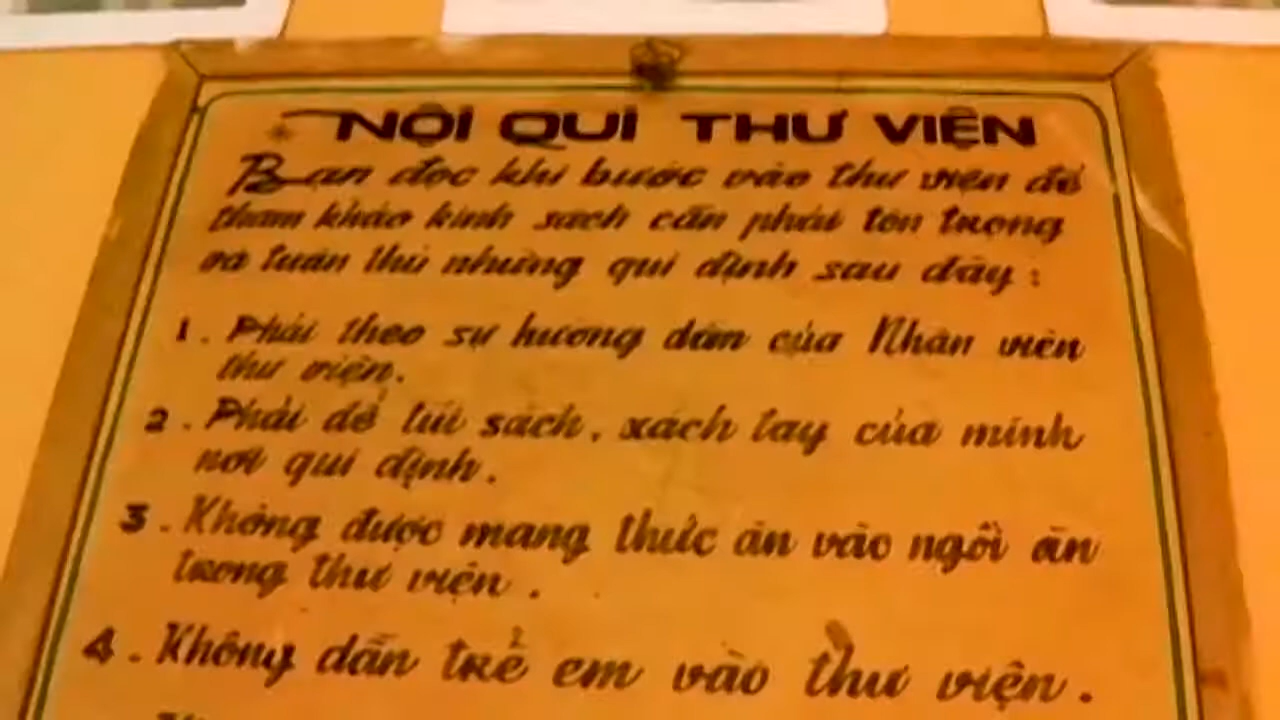 NỘI QUI THƯ VIỆN
Bạn đọc khi bước vào thư viện để
tham khảo kinh sách cần phải tôn trọng
và tuân thủ những qui định sau đây :
1. Phải theo sự hướng dẫn của Nhân viên
thư viện.
2. Phải để túi sách, xách tay của mình
nơi qui định.
3. Không được mang thức ăn vào ngồi ăn
trong thư viện.
4. Không dẫn trẻ em vào thư viện.